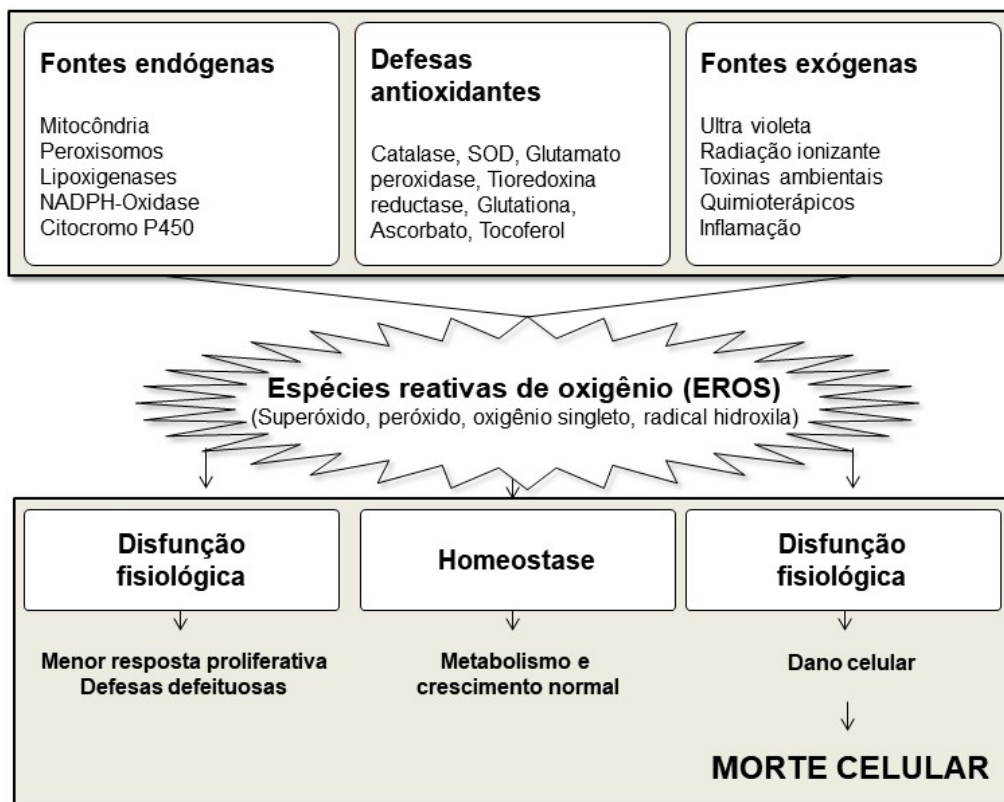 Fontes endógenas
Mitocôndria
Peroxisomos
Lipoxigenases
NADPH-Oxidase
Citocromo P450
Defesas
antioxidantes
Catalase, SOD, Glutamato
peroxidase, Tioredoxina
reductase, Glutationa,
Ascorbato, Tocoferol
Fontes exógenas
Ultra violeta
Radiação ionizante
Toxinas ambientais
Quimioterápicos
Inflamação
Espécies reativas de oxigênio (EROS)
(Superóxido, peróxido, oxigênio singleto, radical hidroxila)
Disfunção
fisiológica
Menor resposta proliferativa
Defesas defeituosas
Homeostase
Metabolismo e
crescimento normal
Disfunção
fisiológica
Dano celular
MORTE CELULAR